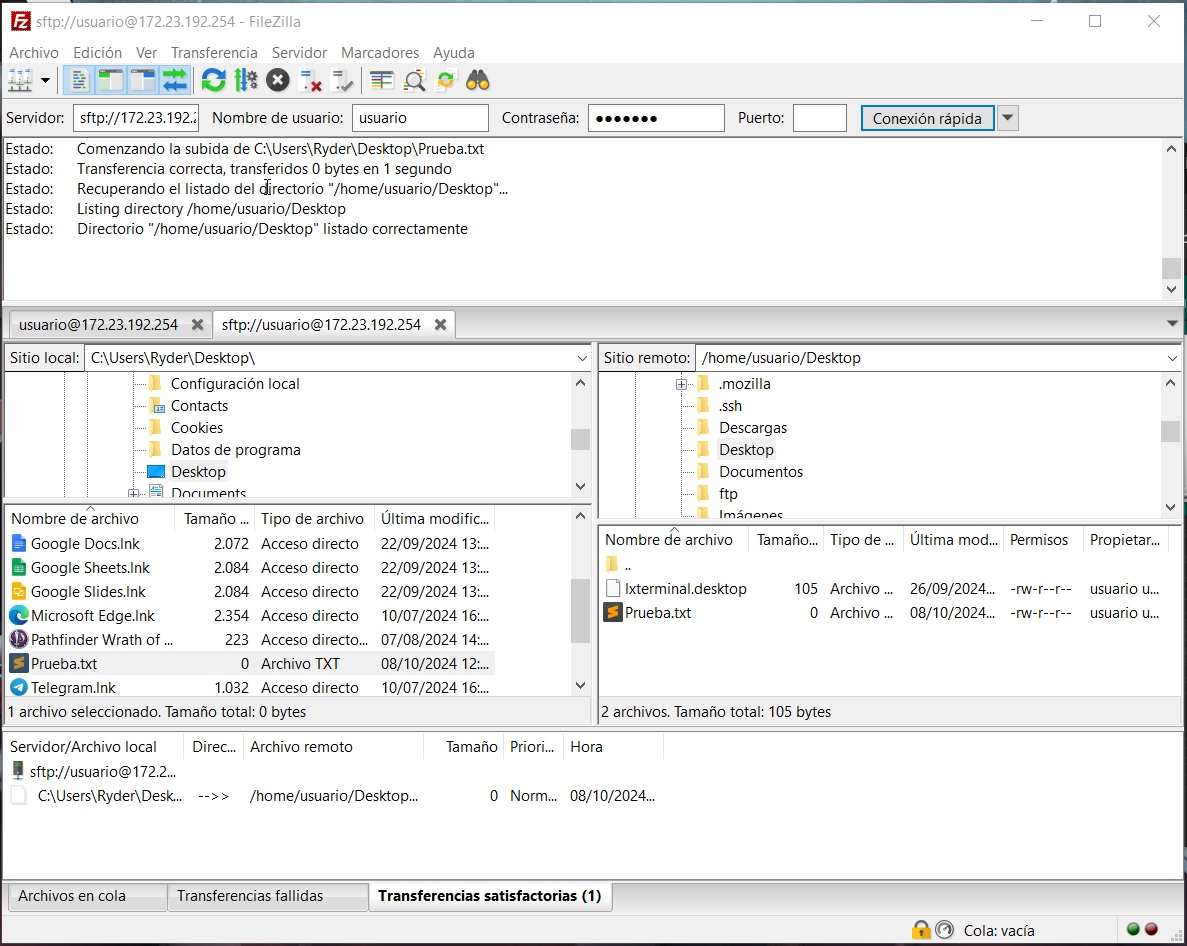 sftp://usuario@172.23.192.254 - FileZilla
Archivo Edición Ver Transferencia Servidor Marcadores Ayuda
Servidor: sftp://172.23.192.2 Nombre de usuario: usuario Contraseña: ●●●●●●● Puerto: Conexión rápida
Estado: Comenzando la subida de C:\Users\Ryder\Desktop\Prueba.txt
Estado: Transferencia correcta, transferidos 0 bytes en 1 segundo
Estado: Recuperando el listado del directorio "/home/usuario/Desktop"...
Estado: Listing directory /home/usuario/Desktop
Estado: Directorio "/home/usuario/Desktop" listado correctamente
usuario@172.23.192.254 sftp://usuario@172.23.192.254
Sitio local: C:\Users\Ryder\Desktop\
Configuración local
Contacts
Cookies
Datos de programa
Desktop
Documents
Nombre de archivo Tamaño ... Tipo de archivo Última modific...
Google Docs.lnk 2.072 Acceso directo 22/09/2024 13:...
Google Sheets.lnk 2.084 Acceso directo 22/09/2024 13:...
Google Slides.lnk 2.084 Acceso directo 22/09/2024 13:...
Microsoft Edge.lnk 2.354 Acceso directo 10/07/2024 16:...
Pathfinder Wrath of ... 223 Acceso directo... 07/08/2024 14:...
Prueba.txt 0 Archivo TXT 08/10/2024 12:...
Telegram.lnk 1.032 Acceso directo 10/07/2024 16:...
1 archivo seleccionado. Tamaño total: 0 bytes
Sitio remoto: /home/usuario/Desktop
.mozilla
.ssh
Descargas
Desktop
Documentos
ftp
Imágenes
Nombre de archivo Tamaño... Tipo de ... Última mod... Permisos Propietar...
..
lxterminal.desktop 105 Archivo ... 26/09/2024... -rw-r--r-- usuario u...
Prueba.txt 0 Archivo ... 08/10/2024... -rw-r--r-- usuario u...
2 archivos. Tamaño total: 105 bytes
Servidor/Archivo local Direc... Archivo remoto Tamaño Priori... Hora
sftp://usuario@172.2...
C:\Users\Ryder\Desk... -->> /home/usuario/Desktop... 0 Norm... 08/10/2024...
Archivos en cola Transferencias fallidas Transferencias satisfactorias (1)
Cola: vacía